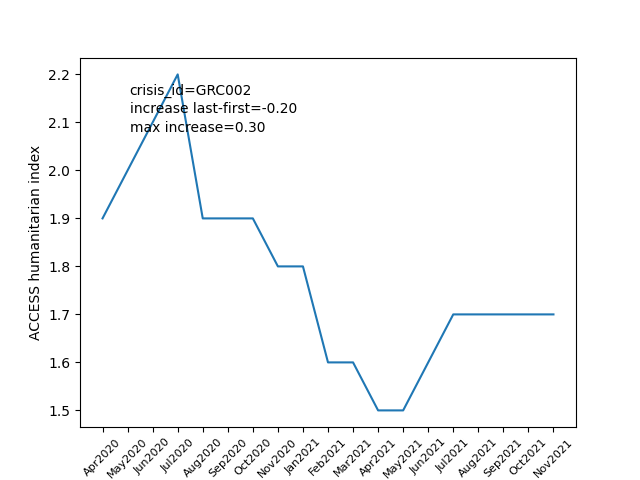 crisis_id=GRC002
increase last-first=-0.20
max increase=0.30
ACCESS humanitarian index
2.2
2.1
2.0
1.9
1.8
1.7
1.6
1.5
Apr2020
May2020
Jun2020
Jul2020
Aug2020
Sep2020
Oct2020
Nov2020
Jan2021
Feb2021
Mar2021
Apr2021
May2021
Jun2021
Jul2021
Aug2021
Sep2021
Oct2021
Nov2021